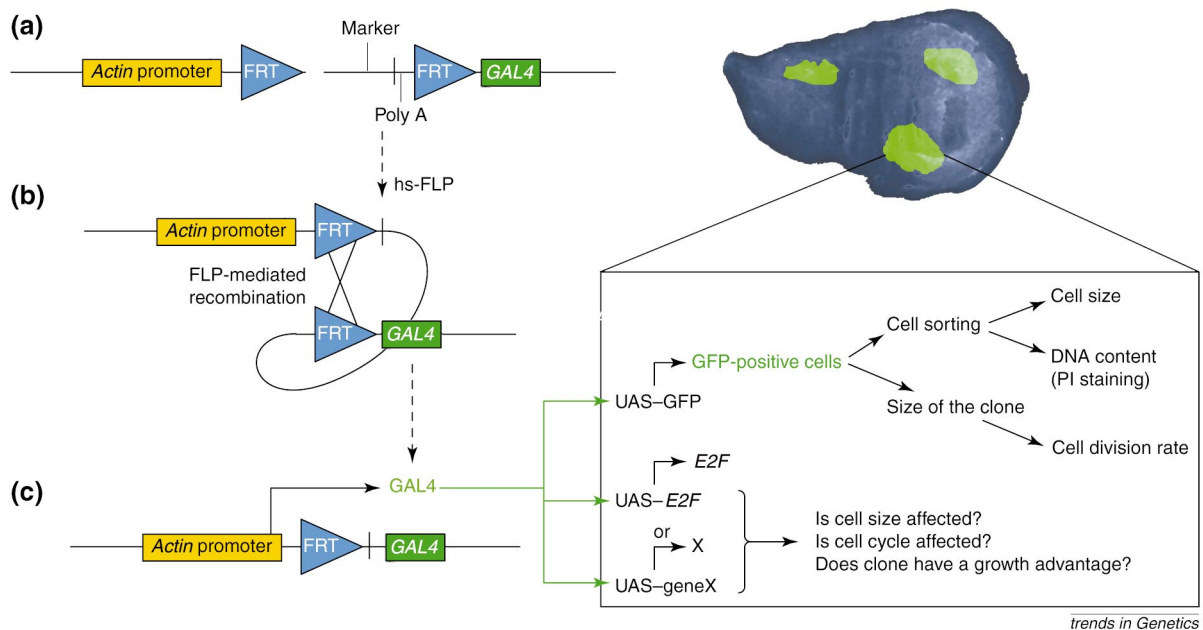 (a)
Marker
Actin promoter
FRT
FRT
GAL4
Poly A
hs-FLP
(b)
Actin promoter
FRT
FLP-mediated
recombination
FRT
GAL4
(c)
GAL4
Actin promoter
FRT
GAL4
UAS–GFP
GFP-positive cells
Cell sorting
Cell size
DNA content
(PI staining)
Size of the clone
Cell division rate
E2F
UAS–E2F
or
X
UAS–geneX
Is cell size affected?
Is cell cycle affected?
Does clone have a growth advantage?
trends in Genetics